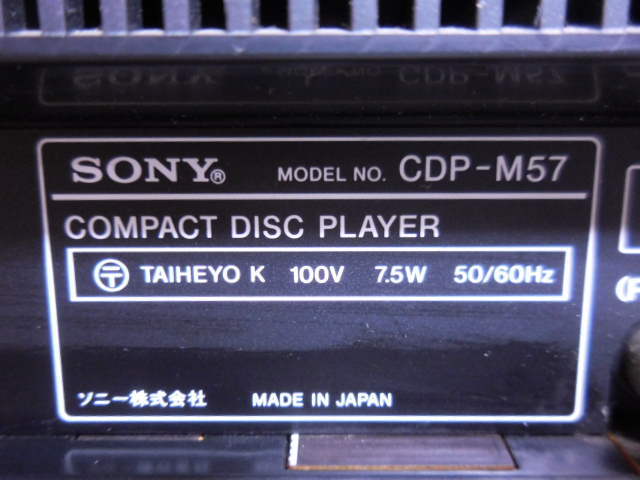 SONY® MODEL NO. CDP-M57
COMPACT DISC PLAYER
〒 TAIHEYO K 100V 7.5W 50/60Hz
ソニー株式会社 MADE IN JAPAN